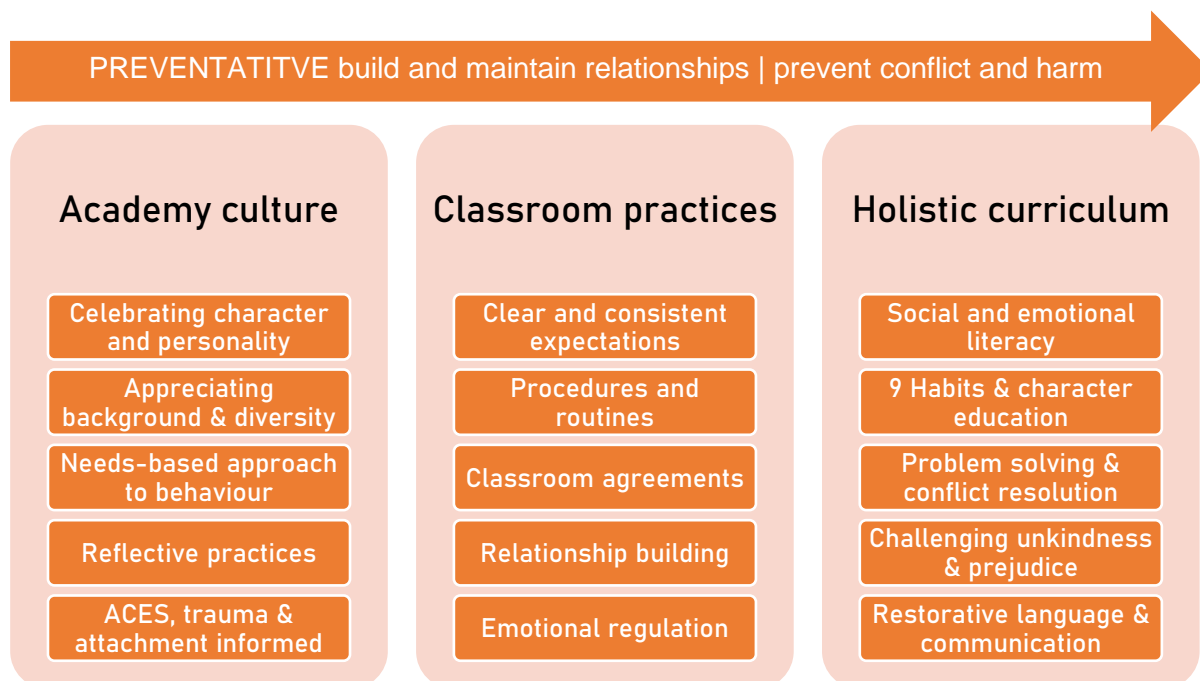 PREVENTATITVE build and maintain relationships | prevent conflict and harm
Academy culture
Celebrating character
and personality
Appreciating
background & diversity
Needs-based approach
to behaviour
Reflective practices
ACES, trauma &
attachment informed
Classroom practices
Clear and consistent
expectations
Procedures and
routines
Classroom agreements
Relationship building
Emotional regulation
Holistic curriculum
Social and emotional
literacy
9 Habits & character
education
Problem solving &
conflict resolution
Challenging unkindness
& prejudice
Restorative language &
communication